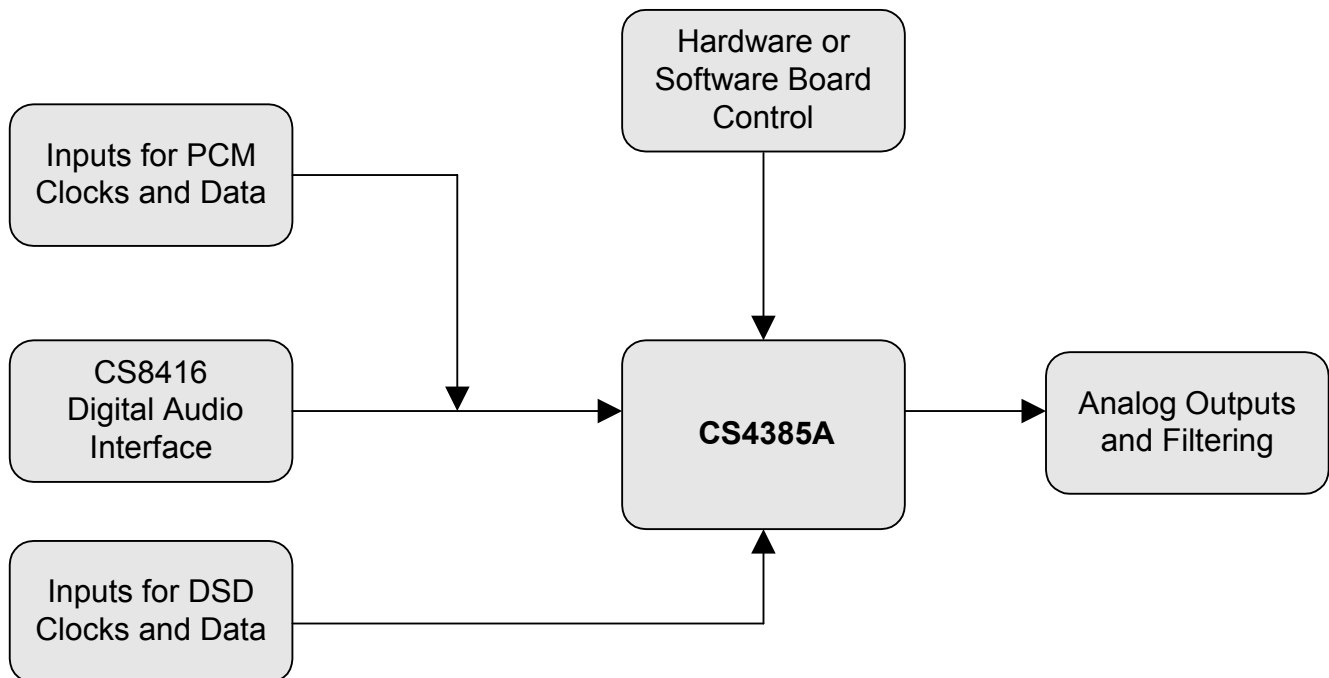 Hardware or
Software Board
Control
Inputs for PCM
Clocks and Data
CS8416
Digital Audio
Interface
CS4385A
Analog Outputs
and Filtering
Inputs for DSD
Clocks and Data